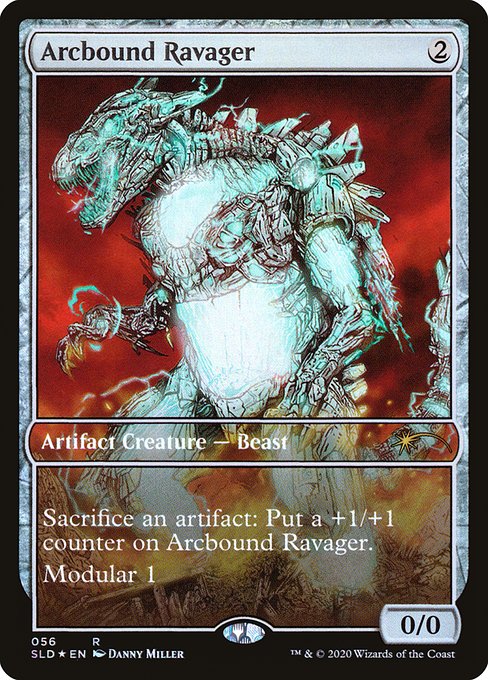 Arcbound Ravager 2
Artifact Creature — Beast
Sacrifice an artifact: Put a +1/+1
counter on Arcbound Ravager.
Modular 1
0/0
056 R
SLD★EN Danny Miller
™ & © 2020 Wizards of the Coast